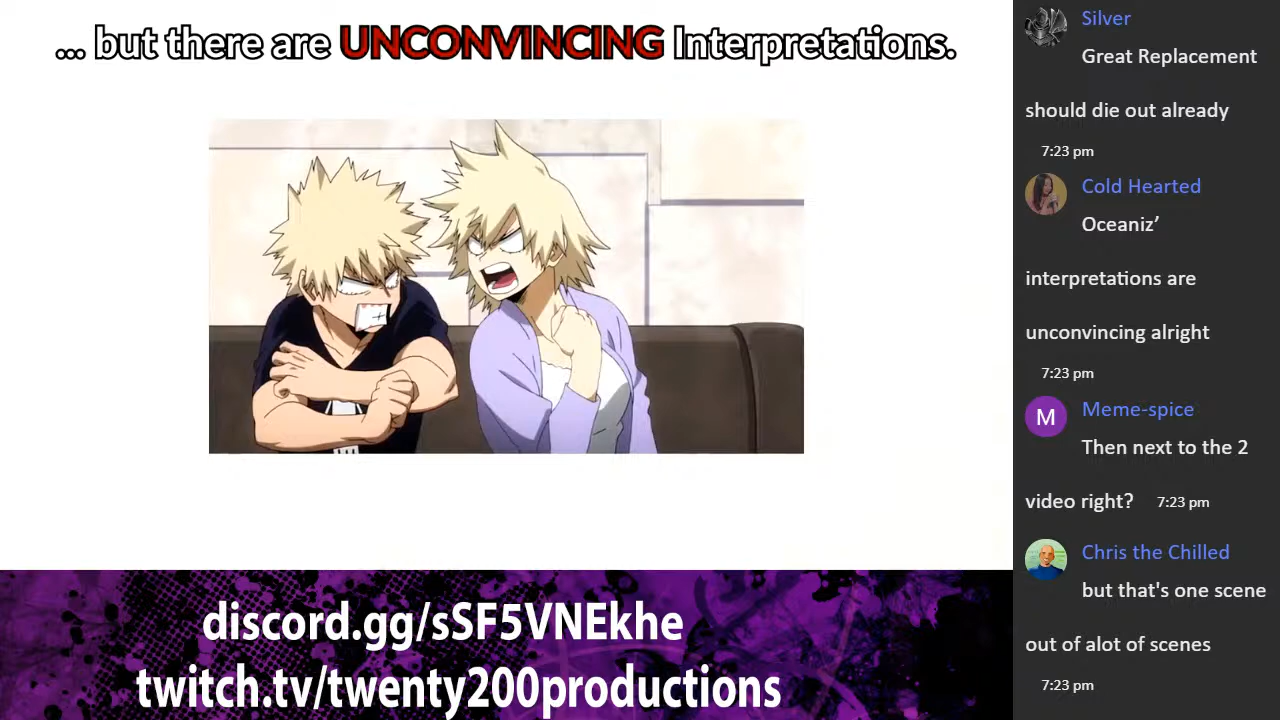 ... but there are UNCONVINCING Interpretations.
discord.gg/sSF5VNEkhe
twitch.tv/twenty200productions
Silver
Great Replacement
should die out already
7:23 pm
Cold Hearted
Oceaniz’
interpretations are
unconvincing alright
7:23 pm
M
Meme-spice
Then next to the 2
video right? 7:23 pm
Chris the Chilled
but that's one scene
out of alot of scenes
7:23 pm